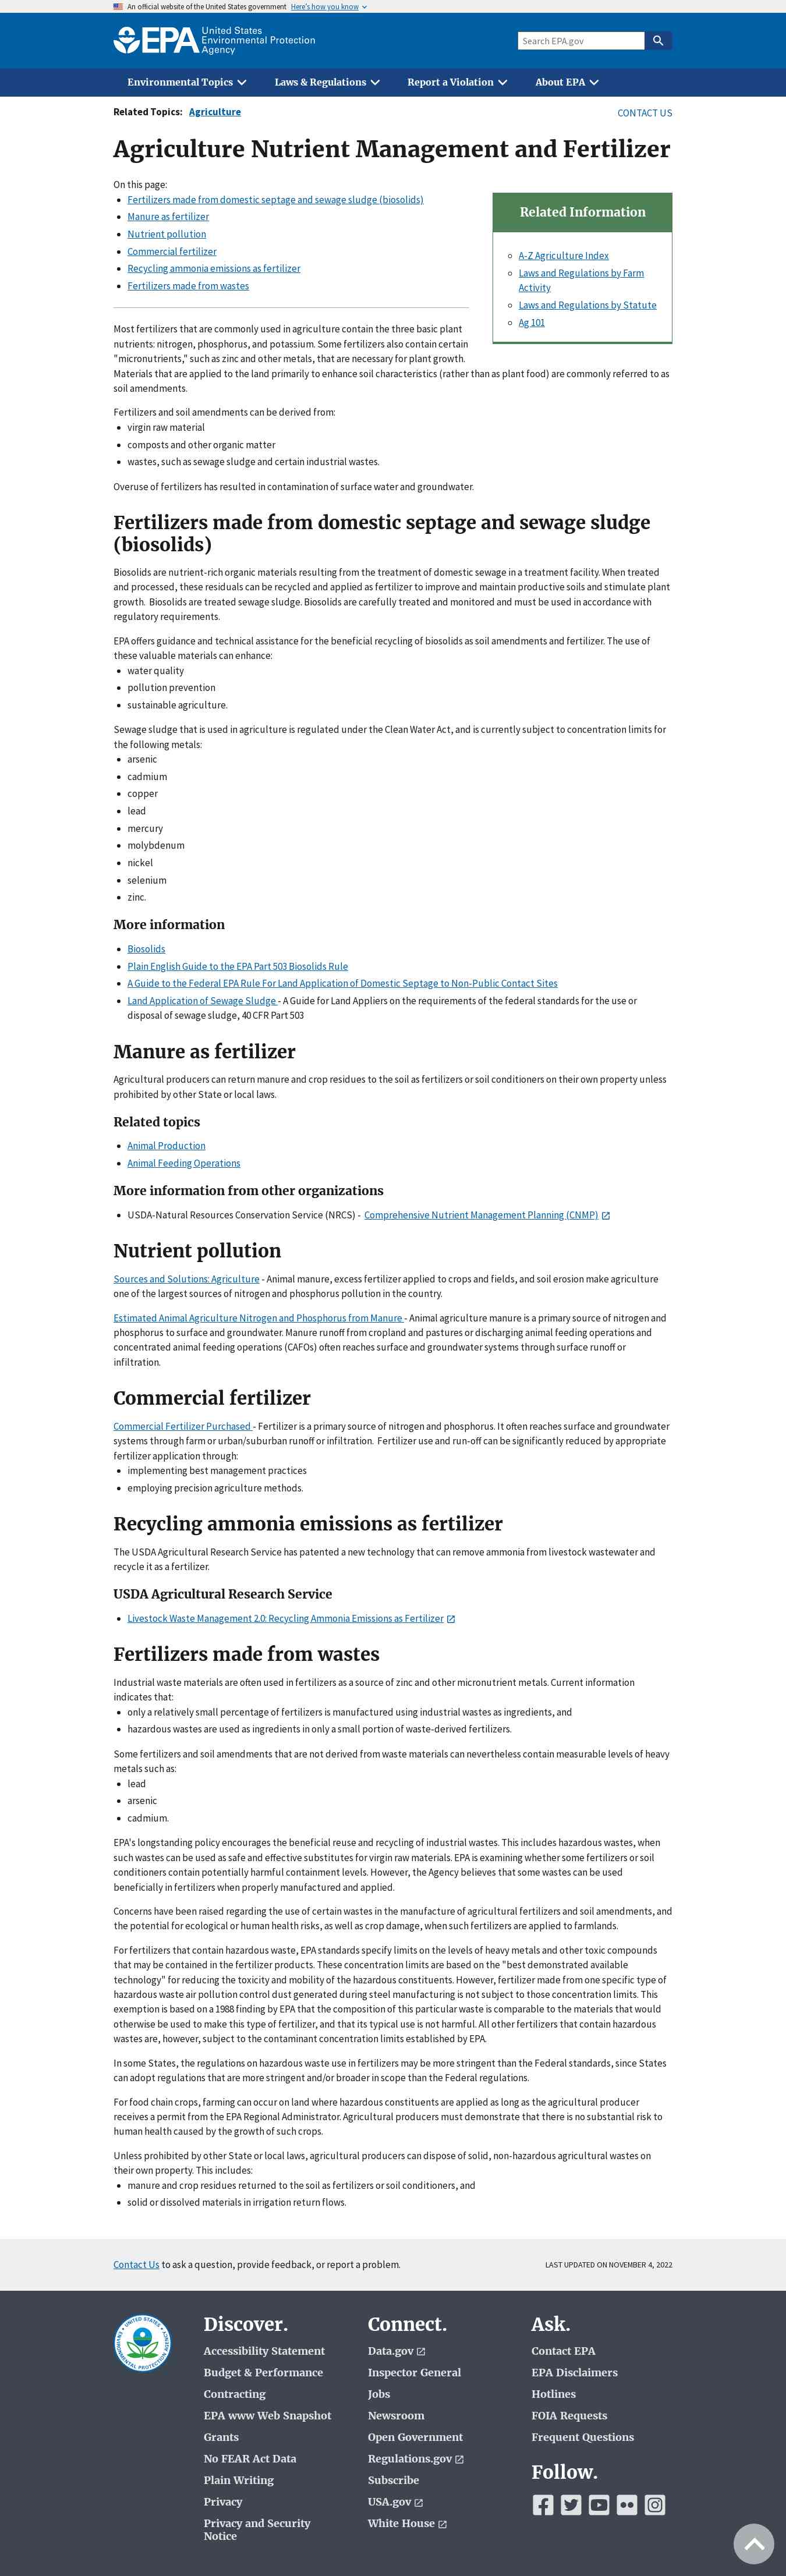 An official website of the United States government Here's how you know
EPA United States
Environmental Protection
Agency
Search EPA.gov
Environmental Topics
Laws & Regulations
Report a Violation
About EPA
Related Topics: Agriculture
CONTACT US
Agriculture Nutrient Management and Fertilizer
On this page:
Fertilizers made from domestic septage and sewage sludge (biosolids)
Manure as fertilizer
Nutrient pollution
Commercial fertilizer
Recycling ammonia emissions as fertilizer
Fertilizers made from wastes
Related Information
A-Z Agriculture Index
Laws and Regulations by Farm
Activity
Laws and Regulations by Statute
Ag 101
Most fertilizers that are commonly used in agriculture contain the three basic plant
nutrients: nitrogen, phosphorus, and potassium. Some fertilizers also contain certain
"micronutrients," such as zinc and other metals, that are necessary for plant growth.
Materials that are applied to the land primarily to enhance soil characteristics (rather than as plant food) are commonly referred to as
soil amendments.
Fertilizers and soil amendments can be derived from:
virgin raw material
composts and other organic matter
wastes, such as sewage sludge and certain industrial wastes.
Overuse of fertilizers has resulted in contamination of surface water and groundwater.
Fertilizers made from domestic septage and sewage sludge
(biosolids)
Biosolids are nutrient-rich organic materials resulting from the treatment of domestic sewage in a treatment facility. When treated
and processed, these residuals can be recycled and applied as fertilizer to improve and maintain productive soils and stimulate plant
growth. Biosolids are treated sewage sludge. Biosolids are carefully treated and monitored and must be used in accordance with
regulatory requirements.
EPA offers guidance and technical assistance for the beneficial recycling of biosolids as soil amendments and fertilizer. The use of
these valuable materials can enhance:
water quality
pollution prevention
sustainable agriculture.
Sewage sludge that is used in agriculture is regulated under the Clean Water Act, and is currently subject to concentration limits for
the following metals:
arsenic
cadmium
copper
lead
mercury
molybdenum
nickel
selenium
zinc.
More information
Biosolids
Plain English Guide to the EPA Part 503 Biosolids Rule
A Guide to the Federal EPA Rule For Land Application of Domestic Septage to Non-Public Contact Sites
Land Application of Sewage Sludge - A Guide for Land Appliers on the requirements of the federal standards for the use or
disposal of sewage sludge, 40 CFR Part 503
Manure as fertilizer
Agricultural producers can return manure and crop residues to the soil as fertilizers or soil conditioners on their own property unless
prohibited by other State or local laws.
Related topics
Animal Production
Animal Feeding Operations
More information from other organizations
USDA-Natural Resources Conservation Service (NRCS) - Comprehensive Nutrient Management Planning (CNMP)
Nutrient pollution
Sources and Solutions: Agriculture - Animal manure, excess fertilizer applied to crops and fields, and soil erosion make agriculture
one of the largest sources of nitrogen and phosphorus pollution in the country.
Estimated Animal Agriculture Nitrogen and Phosphorus from Manure - Animal agriculture manure is a primary source of nitrogen and
phosphorus to surface and groundwater. Manure runoff from cropland and pastures or discharging animal feeding operations and
concentrated animal feeding operations (CAFOs) often reaches surface and groundwater systems through surface runoff or
infiltration.
Commercial fertilizer
Commercial Fertilizer Purchased - Fertilizer is a primary source of nitrogen and phosphorus. It often reaches surface and groundwater
systems through farm or urban/suburban runoff or infiltration. Fertilizer use and run-off can be significantly reduced by appropriate
fertilizer application through:
implementing best management practices
employing precision agriculture methods.
Recycling ammonia emissions as fertilizer
The USDA Agricultural Research Service has patented a new technology that can remove ammonia from livestock wastewater and
recycle it as a fertilizer.
USDA Agricultural Research Service
Livestock Waste Management 2.0: Recycling Ammonia Emissions as Fertilizer
Fertilizers made from wastes
Industrial waste materials are often used in fertilizers as a source of zinc and other micronutrient metals. Current information
indicates that:
only a relatively small percentage of fertilizers is manufactured using industrial wastes as ingredients, and
hazardous wastes are used as ingredients in only a small portion of waste-derived fertilizers.
Some fertilizers and soil amendments that are not derived from waste materials can nevertheless contain measurable levels of heavy
metals such as:
lead
arsenic
cadmium.
EPA's longstanding policy encourages the beneficial reuse and recycling of industrial wastes. This includes hazardous wastes, when
such wastes can be used as safe and effective substitutes for virgin raw materials. EPA is examining whether some fertilizers or soil
conditioners contain potentially harmful containment levels. However, the Agency believes that some wastes can be used
beneficially in fertilizers when properly manufactured and applied.
Concerns have been raised regarding the use of certain wastes in the manufacture of agricultural fertilizers and soil amendments, and
the potential for ecological or human health risks, as well as crop damage, when such fertilizers are applied to farmlands.
For fertilizers that contain hazardous waste, EPA standards specify limits on the levels of heavy metals and other toxic compounds
that may be contained in the fertilizer products. These concentration limits are based on the "best demonstrated available
technology" for reducing the toxicity and mobility of the hazardous constituents. However, fertilizer made from one specific type of
hazardous waste air pollution control dust generated during steel manufacturing is not subject to those concentration limits. This
exemption is based on a 1988 finding by EPA that the composition of this particular waste is comparable to the materials that would
otherwise be used to make this type of fertilizer, and that its typical use is not harmful. All other fertilizers that contain hazardous
wastes are, however, subject to the contaminant concentration limits established by EPA.
In some States, the regulations on hazardous waste use in fertilizers may be more stringent than the Federal standards, since States
can adopt regulations that are more stringent and/or broader in scope than the Federal regulations.
For food chain crops, farming can occur on land where hazardous constituents are applied as long as the agricultural producer
receives a permit from the EPA Regional Administrator. Agricultural producers must demonstrate that there is no substantial risk to
human health caused by the growth of such crops.
Unless prohibited by other State or local laws, agricultural producers can dispose of solid, non-hazardous agricultural wastes on
their own property. This includes:
manure and crop residues returned to the soil as fertilizers or soil conditioners, and
solid or dissolved materials in irrigation return flows.
Contact Us to ask a question, provide feedback, or report a problem.
LAST UPDATED ON NOVEMBER 4, 2022
UNITED STATES ENVIRONMENTAL PROTECTION AGENCY
Discover.
Accessibility Statement
Budget & Performance
Contracting
EPA www Web Snapshot
Grants
No FEAR Act Data
Plain Writing
Privacy
Privacy and Security
Notice
Connect.
Data.gov
Inspector General
Jobs
Newsroom
Open Government
Regulations.gov
Subscribe
USA.gov
White House
Ask.
Contact EPA
EPA Disclaimers
Hotlines
FOIA Requests
Frequent Questions
Follow.